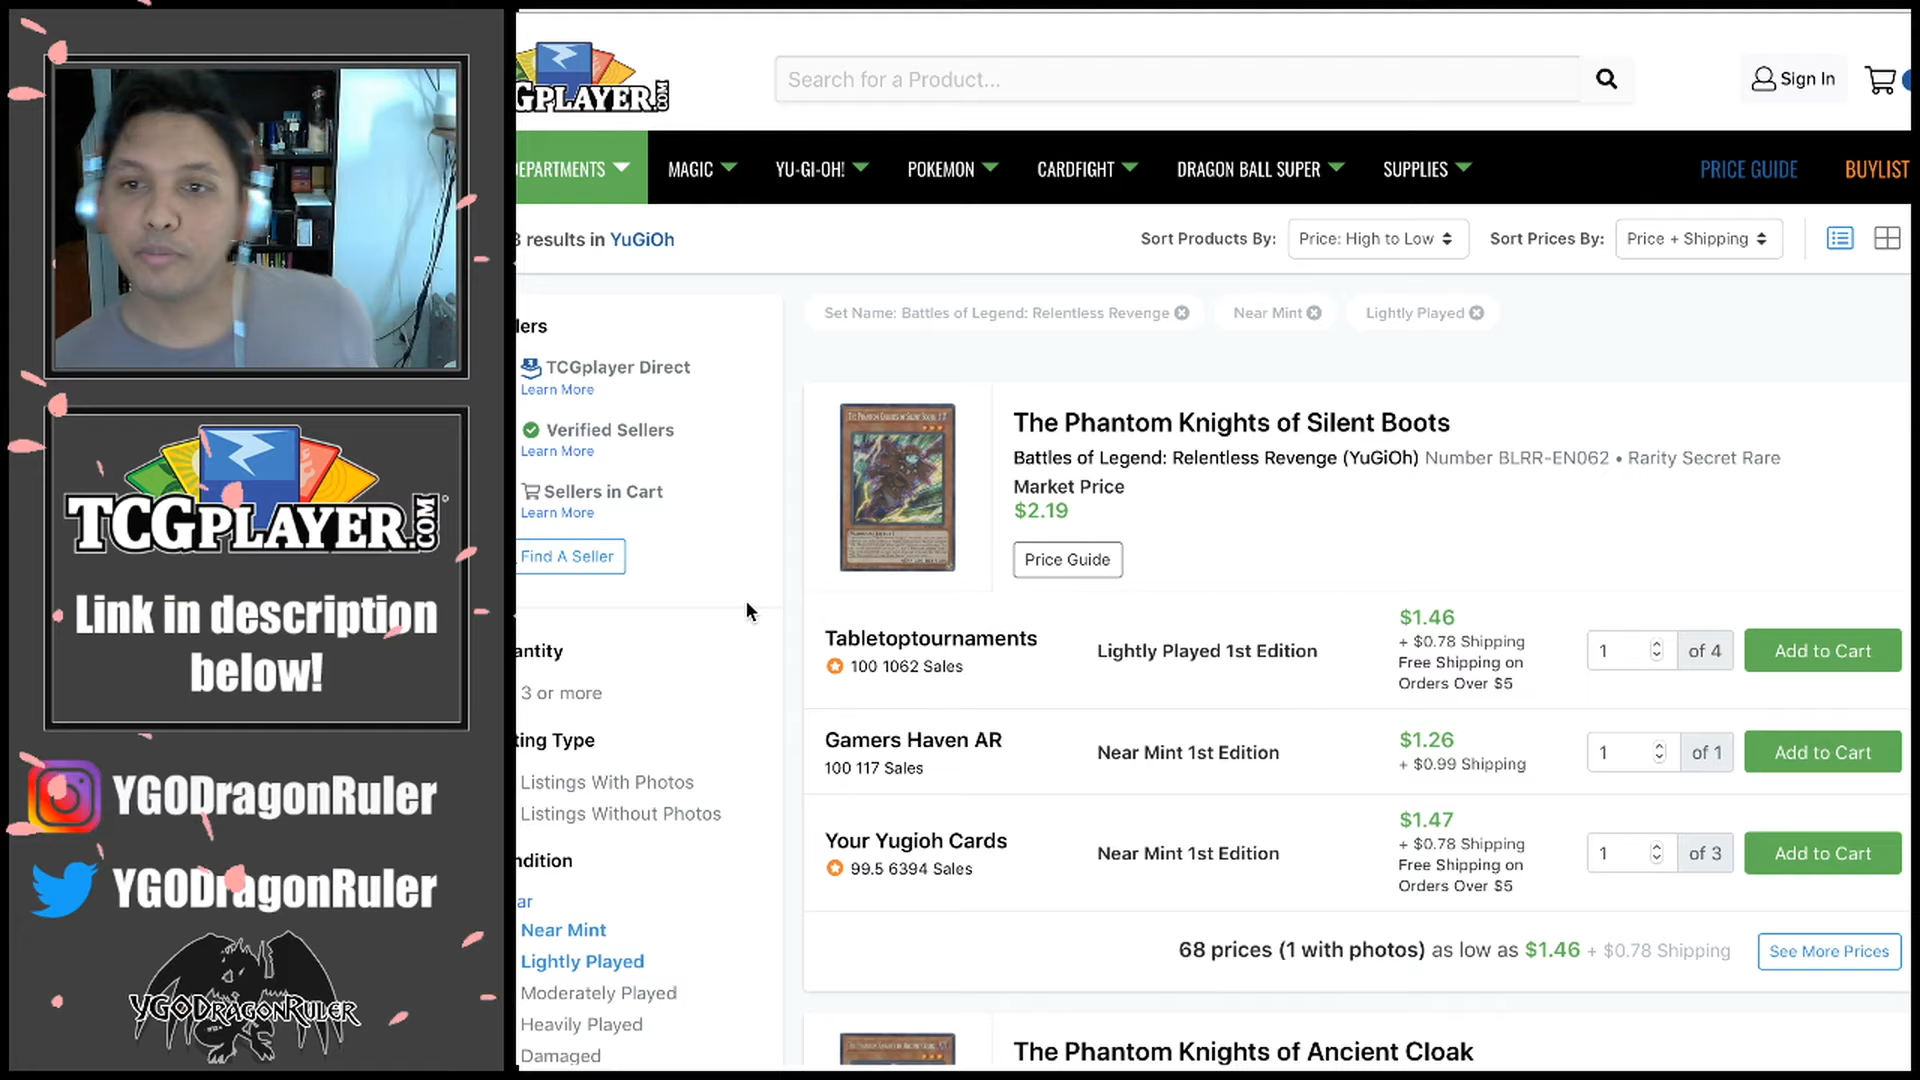 TCGPLAYER.COM
Link in description
below!
YGODragonRuler
YGODragonRuler
YGODRAGONRULER
GPLAYER.COM
Search for a Product...
Sign In
EPARTMENTS
MAGIC
YU-GI-OH!
POKEMON
CARDFIGHT
DRAGON BALL SUPER
SUPPLIES
PRICE GUIDE
BUYLIST
3 results in YuGiOh
Sort Products By:
Price: High to Low
Sort Prices By:
Price + Shipping
Set Name: Battles of Legend: Relentless Revenge
Near Mint
Lightly Played
lers
TCGplayer Direct
Learn More
Verified Sellers
Learn More
Sellers in Cart
Learn More
Find A Seller
antity
3 or more
ting Type
Listings With Photos
Listings Without Photos
ndition
ar
Near Mint
Lightly Played
Moderately Played
Heavily Played
Damaged
The Phantom Knights of Silent Boots
Battles of Legend: Relentless Revenge (YuGiOh) Number BLRR-EN062 • Rarity Secret Rare
Market Price
$2.19
Price Guide
Tabletoptournaments
100 1062 Sales
Lightly Played 1st Edition
$1.46
+ $0.78 Shipping
Free Shipping on
Orders Over $5
1 of 4
Add to Cart
Gamers Haven AR
100 117 Sales
Near Mint 1st Edition
$1.26
+ $0.99 Shipping
1 of 1
Add to Cart
Your Yugioh Cards
99.5 6394 Sales
Near Mint 1st Edition
$1.47
+ $0.78 Shipping
Free Shipping on
Orders Over $5
1 of 3
Add to Cart
68 prices (1 with photos) as low as $1.46 + $0.78 Shipping
See More Prices
The Phantom Knights of Ancient Cloak